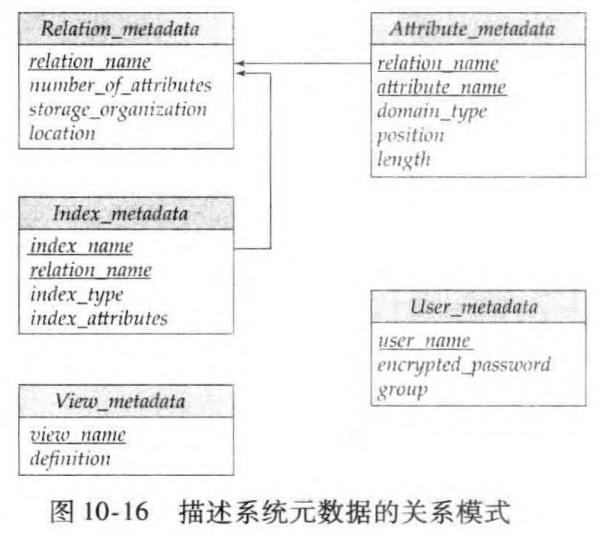 Relation_metadata
relation_name
number_of_attributes
storage_organization
location
Attribute_metadata
relation_name
attribute_name
domain_type
position
length
Index_metadata
index_name
relation_name
index_type
index_attributes
User_metadata
user_name
encrypted_password
group
View_metadata
view_name
definition
图 10-16 描述系统元数据的关系模式